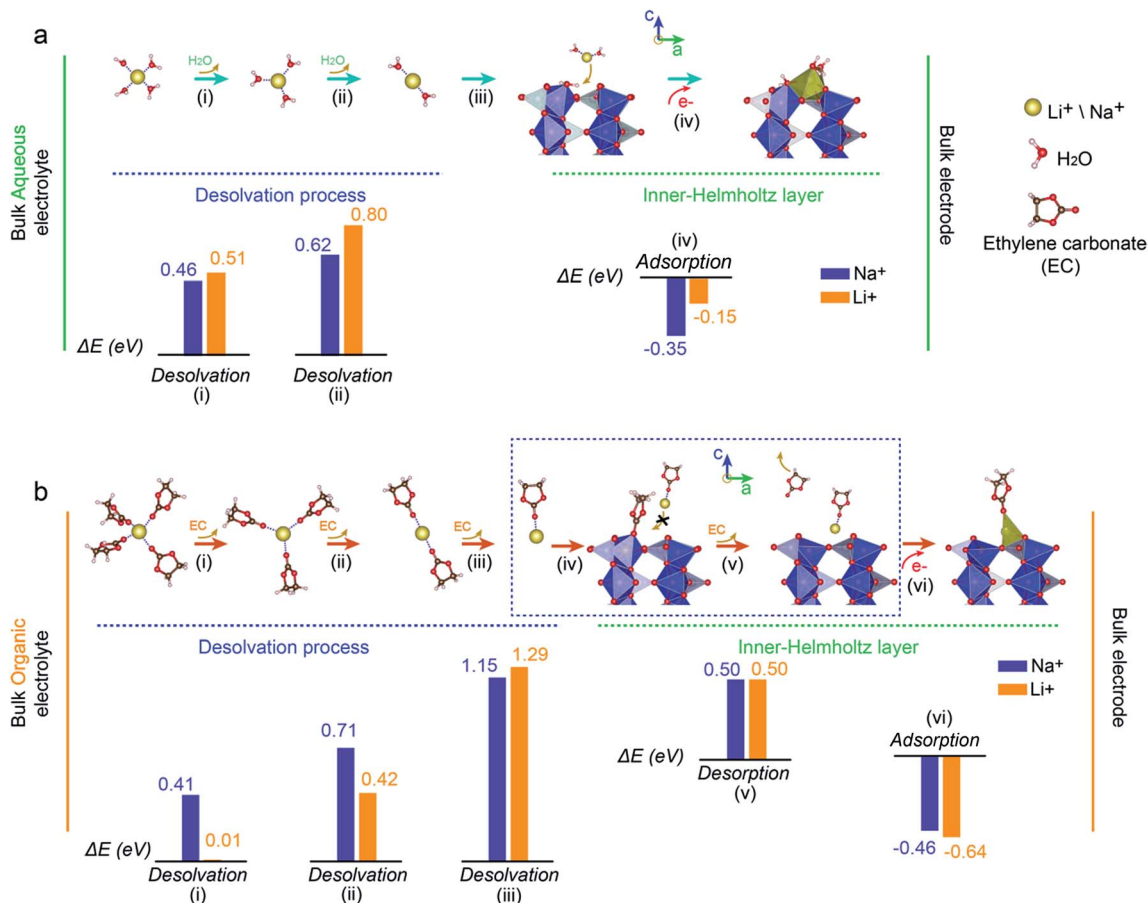 a
Bulk Aqueous
electrolyte
H2O
(i)
H2O
(ii)
(iii)
c
a
e-
(iv)
Bulk electrode
Li+ \ Na+
H2O
Ethylene carbonate
(EC)
Desolvation process
Inner-Helmholtz layer
0.46
0.51
0.62
0.80
ΔE (eV)
Desolvation
(i)
Desolvation
(ii)
(iv)
Adsorption
ΔE (eV)
-0.35
-0.15
Na+
Li+
b
Bulk Organic
electrolyte
EC
(i)
EC
(ii)
EC
(iii)
(iv)
c
a
EC
(v)
e-
(vi)
Bulk electrode
Desolvation process
Inner-Helmholtz layer
0.41
0.01
0.71
0.42
1.15
1.29
ΔE (eV)
Desolvation
(i)
Desolvation
(ii)
Desolvation
(iii)
0.50
0.50
ΔE (eV)
Desorption
(v)
(vi)
Adsorption
-0.46
-0.64
Na+
Li+